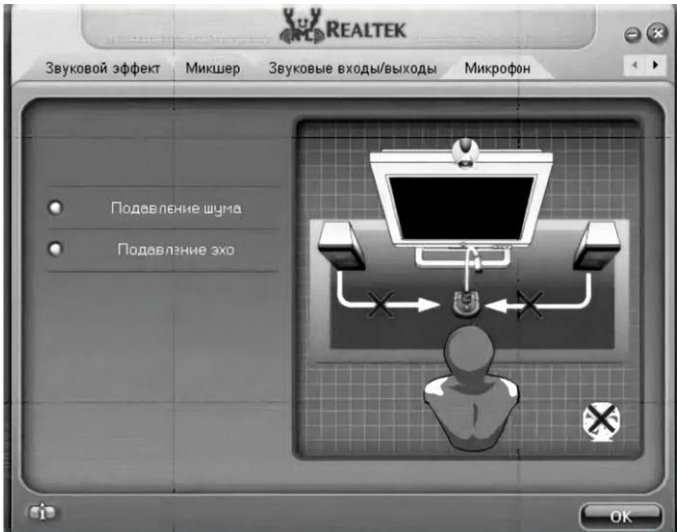 REALTEK
Звуковой эффект Микшер Звуковые входы/выходы Микрофон
Подавление шума
Подавление эхо
OK